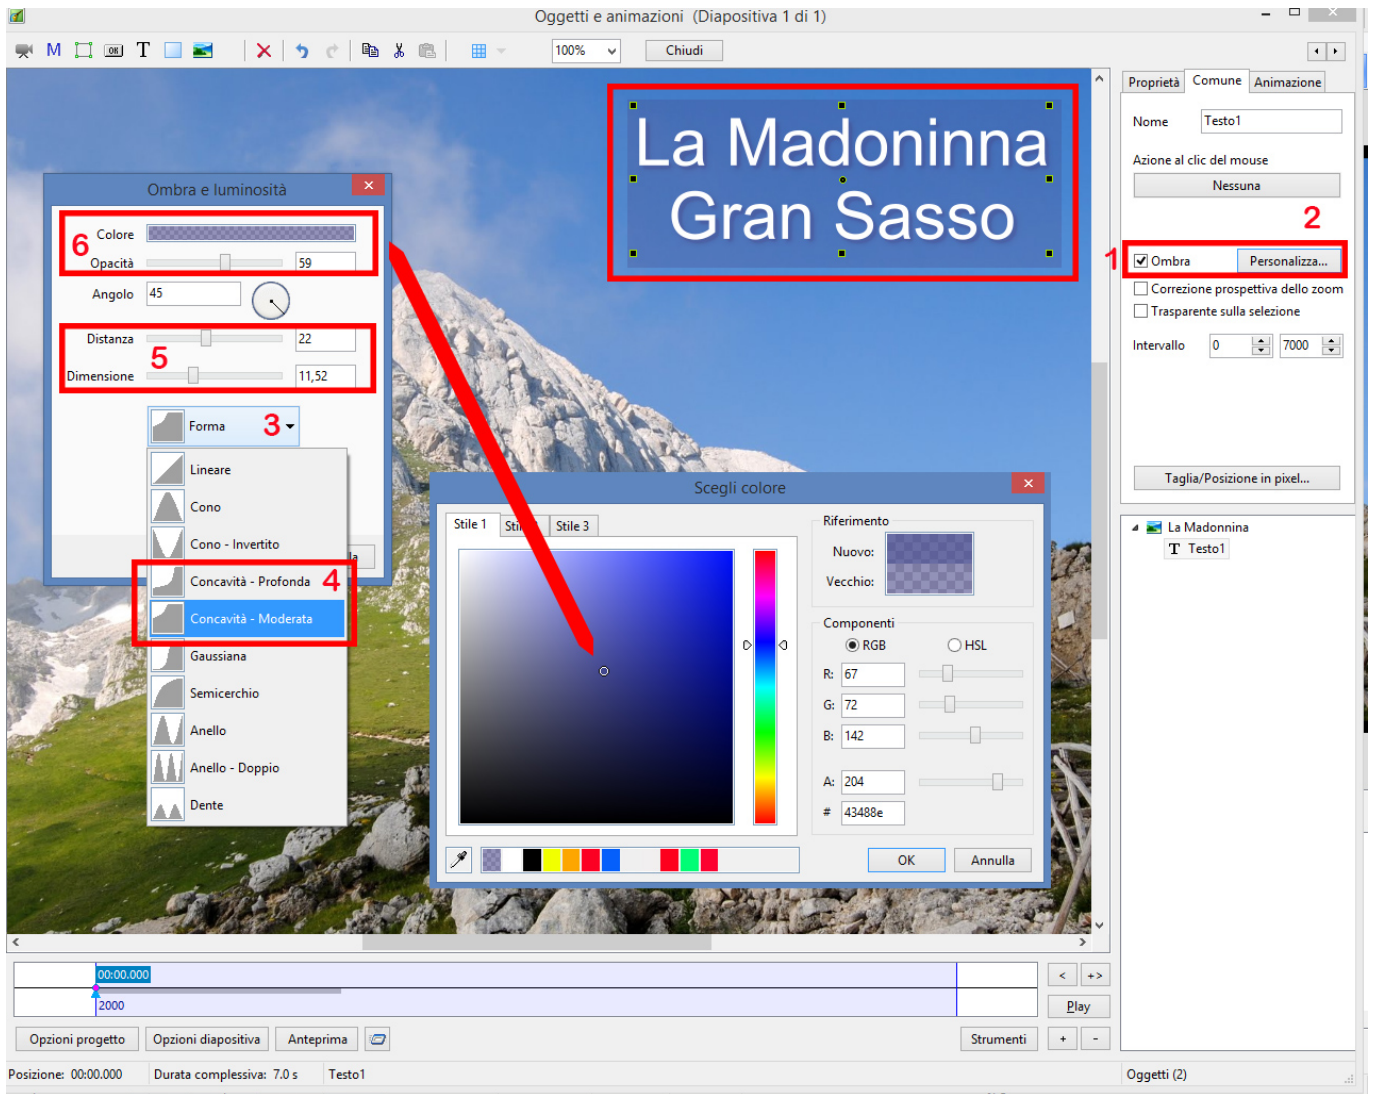 Oggetti e animazioni (Diapositiva 1 di 1)
M OK T 100% Chiudi
La Madoninna
Gran Sasso
Proprietà Comune Animazione
Nome Testo1
Azione al clic del mouse
Nessuna
2
1 Ombra Personalizza...
Correzione prospettiva dello zoom
Trasparente sulla selezione
Intervallo 0 7000
Taglia/Posizione in pixel...
La Madonnina
T Testo1
Ombra e luminosità
6 Colore
Opacità 59
Angolo 45
Distanza 22
5
Dimensione 11,52
Forma 3
Lineare
Cono
Cono - Invertito
la
Concavità - Profonda 4
Concavità - Moderata
Gaussiana
Semicerchio
Anello
Anello - Doppio
Dente
Scegli colore
Stile 1 Stile 3
Riferimento
Nuovo:
Vecchio:
Componenti
RGB HSL
R: 67
G: 72
B: 142
A: 204
# 43488e
OK Annulla
00:00.000
2000
< +>
Play
Opzioni progetto Opzioni diapositiva Anteprima Strumenti + -
Posizione: 00:00.000 Durata complessiva: 7.0 s Testo1 Oggetti (2)